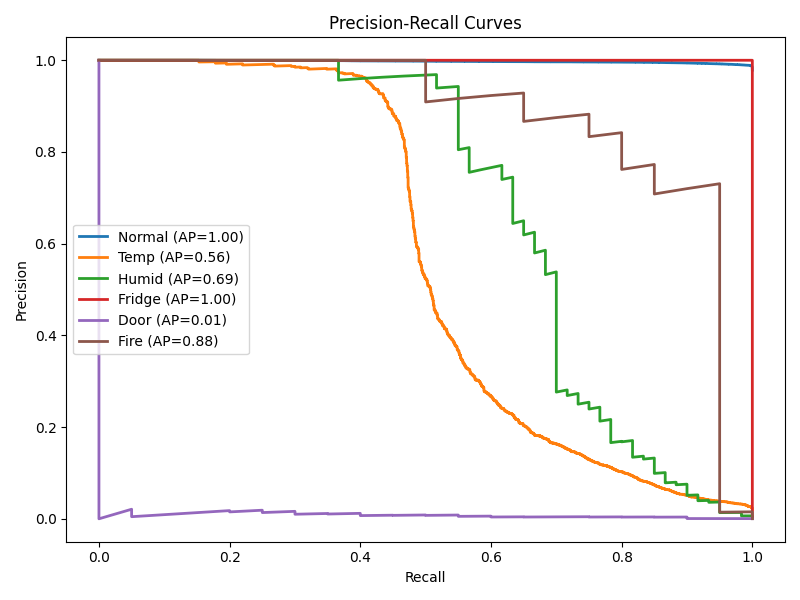 Precision-Recall Curves
Precision
1.0
0.8
0.6
0.4
0.2
0.0
Normal (AP=1.00)
Temp (AP=0.56)
Humid (AP=0.69)
Fridge (AP=1.00)
Door (AP=0.01)
Fire (AP=0.88)
0.0 0.2 0.4 0.6 0.8 1.0
Recall